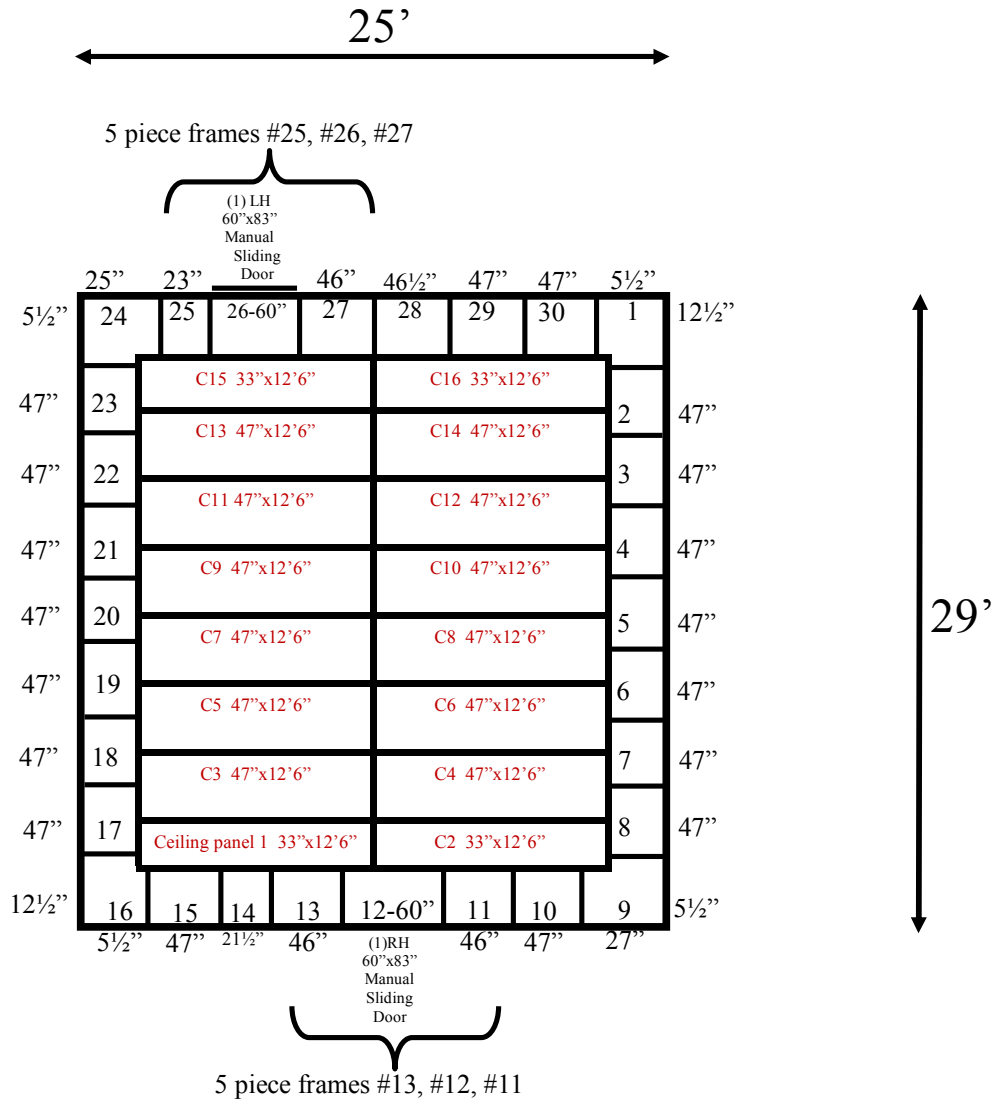 25’
5 piece frames #25, #26, #27
(1) LH
60”x83”
Manual
Sliding
Door
25” 23” 46” 46½” 47” 47” 5½”
5½” 24 25 26-60” 27 28 29 30 1 12½”
C15 33”x12’6” C16 33”x12’6”
47” 23 C13 47”x12’6” C14 47”x12’6” 2 47”
47” 22 C11 47”x12’6” C12 47”x12’6” 3 47”
47” 21 C9 47”x12’6” C10 47”x12’6” 4 47”
47” 20 C7 47”x12’6” C8 47”x12’6” 5 47”
29’
47” 19 C5 47”x12’6” C6 47”x12’6” 6 47”
47” 18 C3 47”x12’6” C4 47”x12’6” 7 47”
47” 17 Ceiling panel 1 33”x12’6” C2 33”x12’6” 8 47”
12½” 16 15 14 13 12-60” 11 10 9 5½”
5½” 47” 21½” 46” 46” 47” 27”
(1)RH
60”x83”
Manual
Sliding
Door
5 piece frames #13, #12, #11